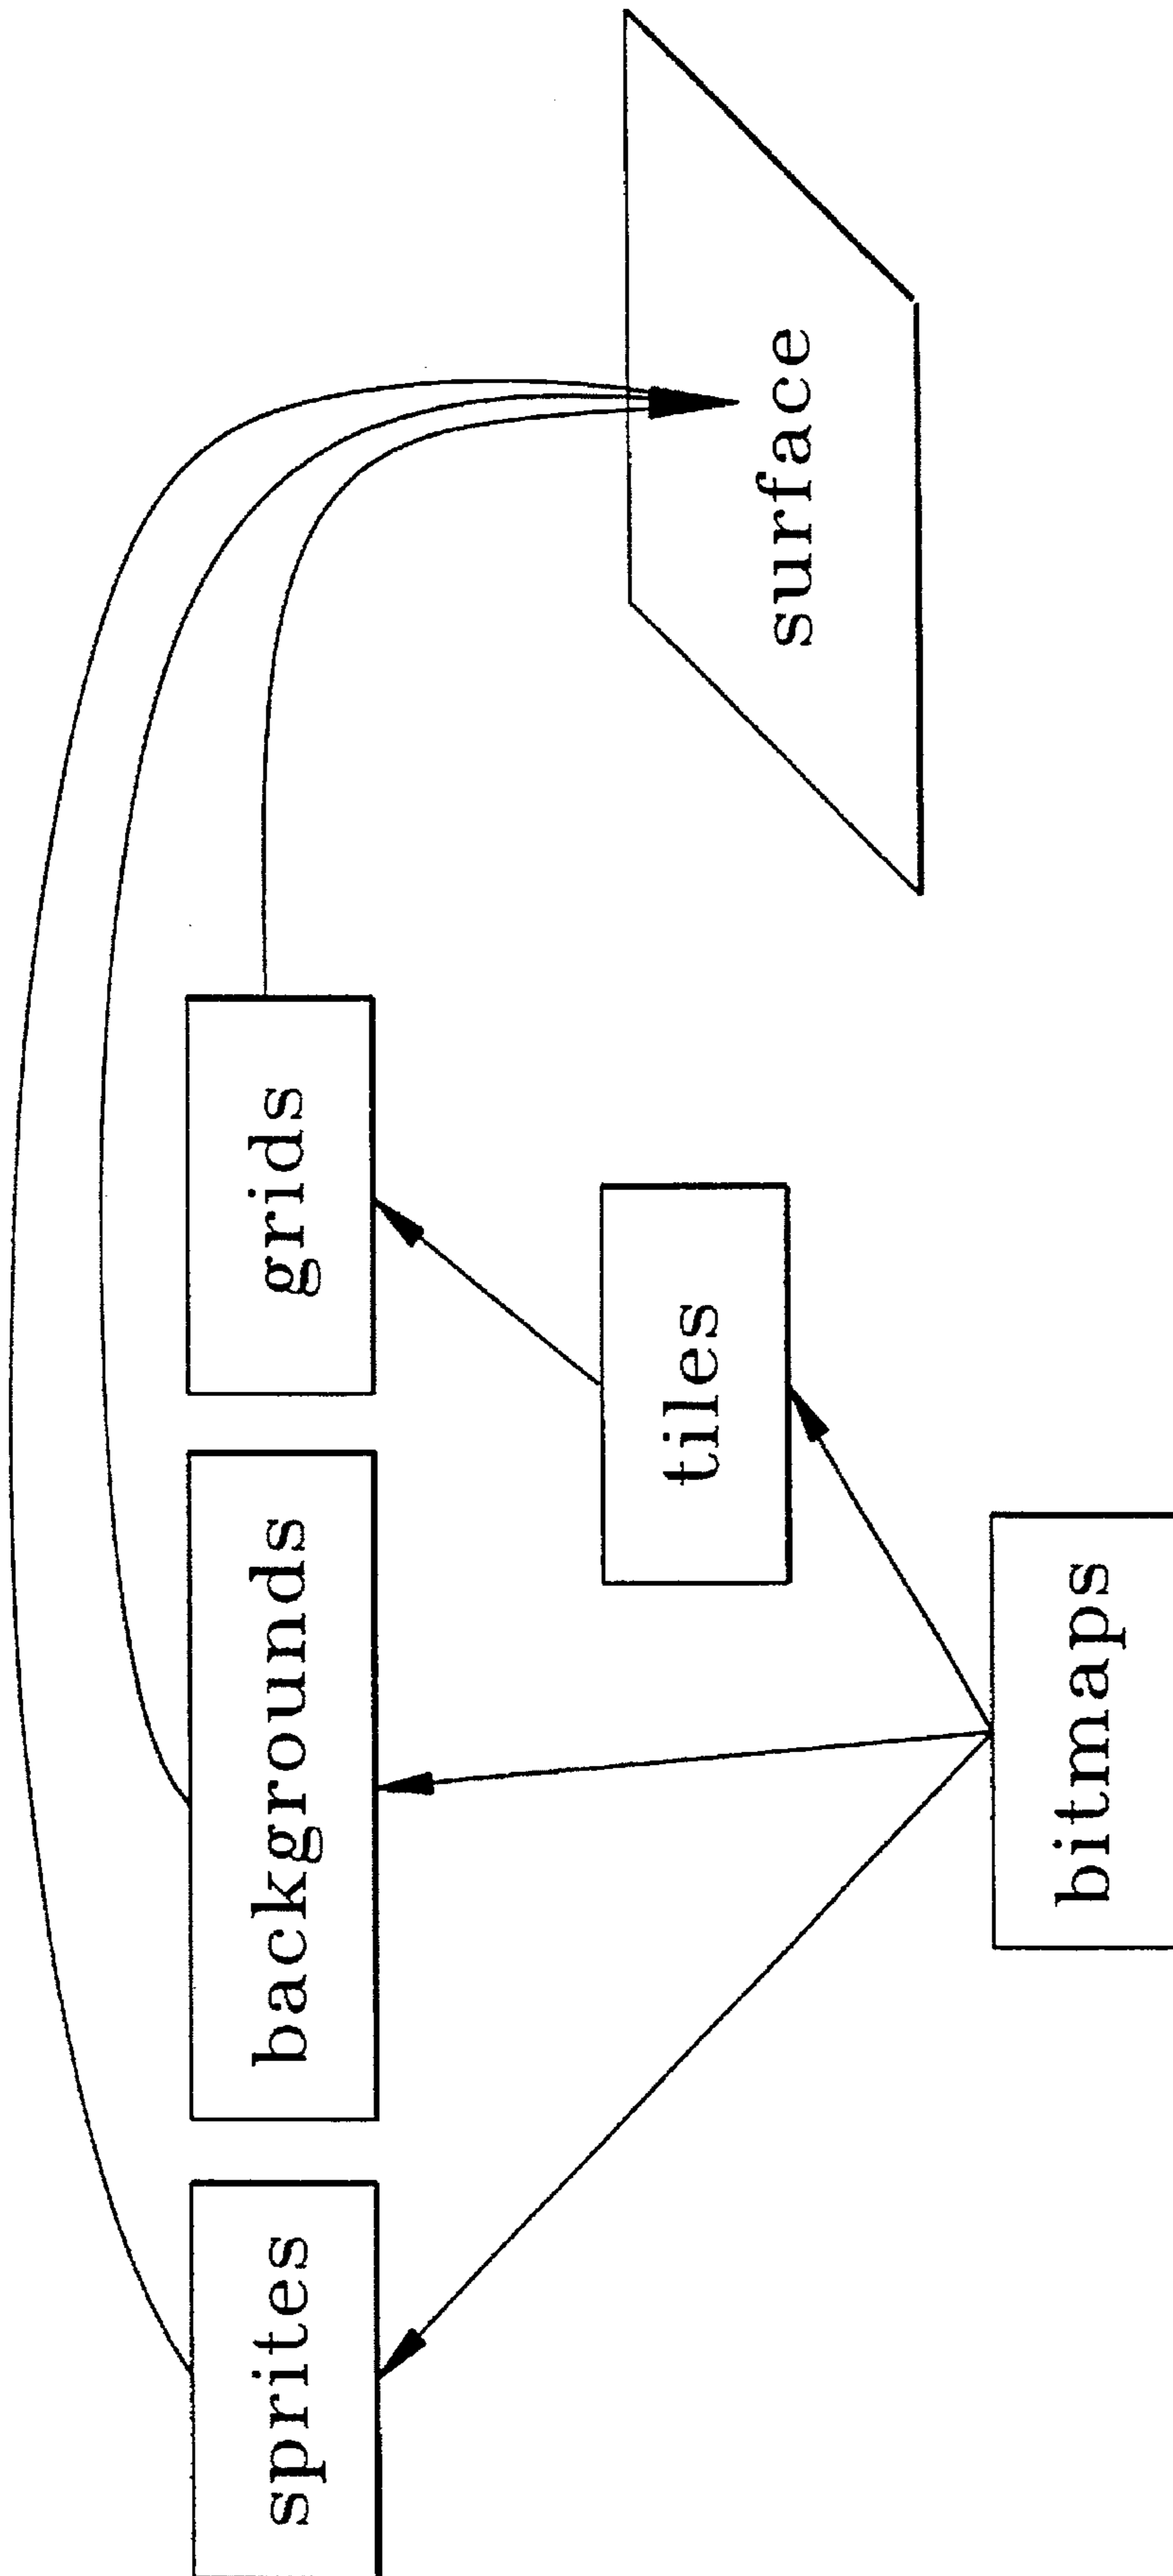 sprites
backgrounds
grids
tiles
bitmaps
surface